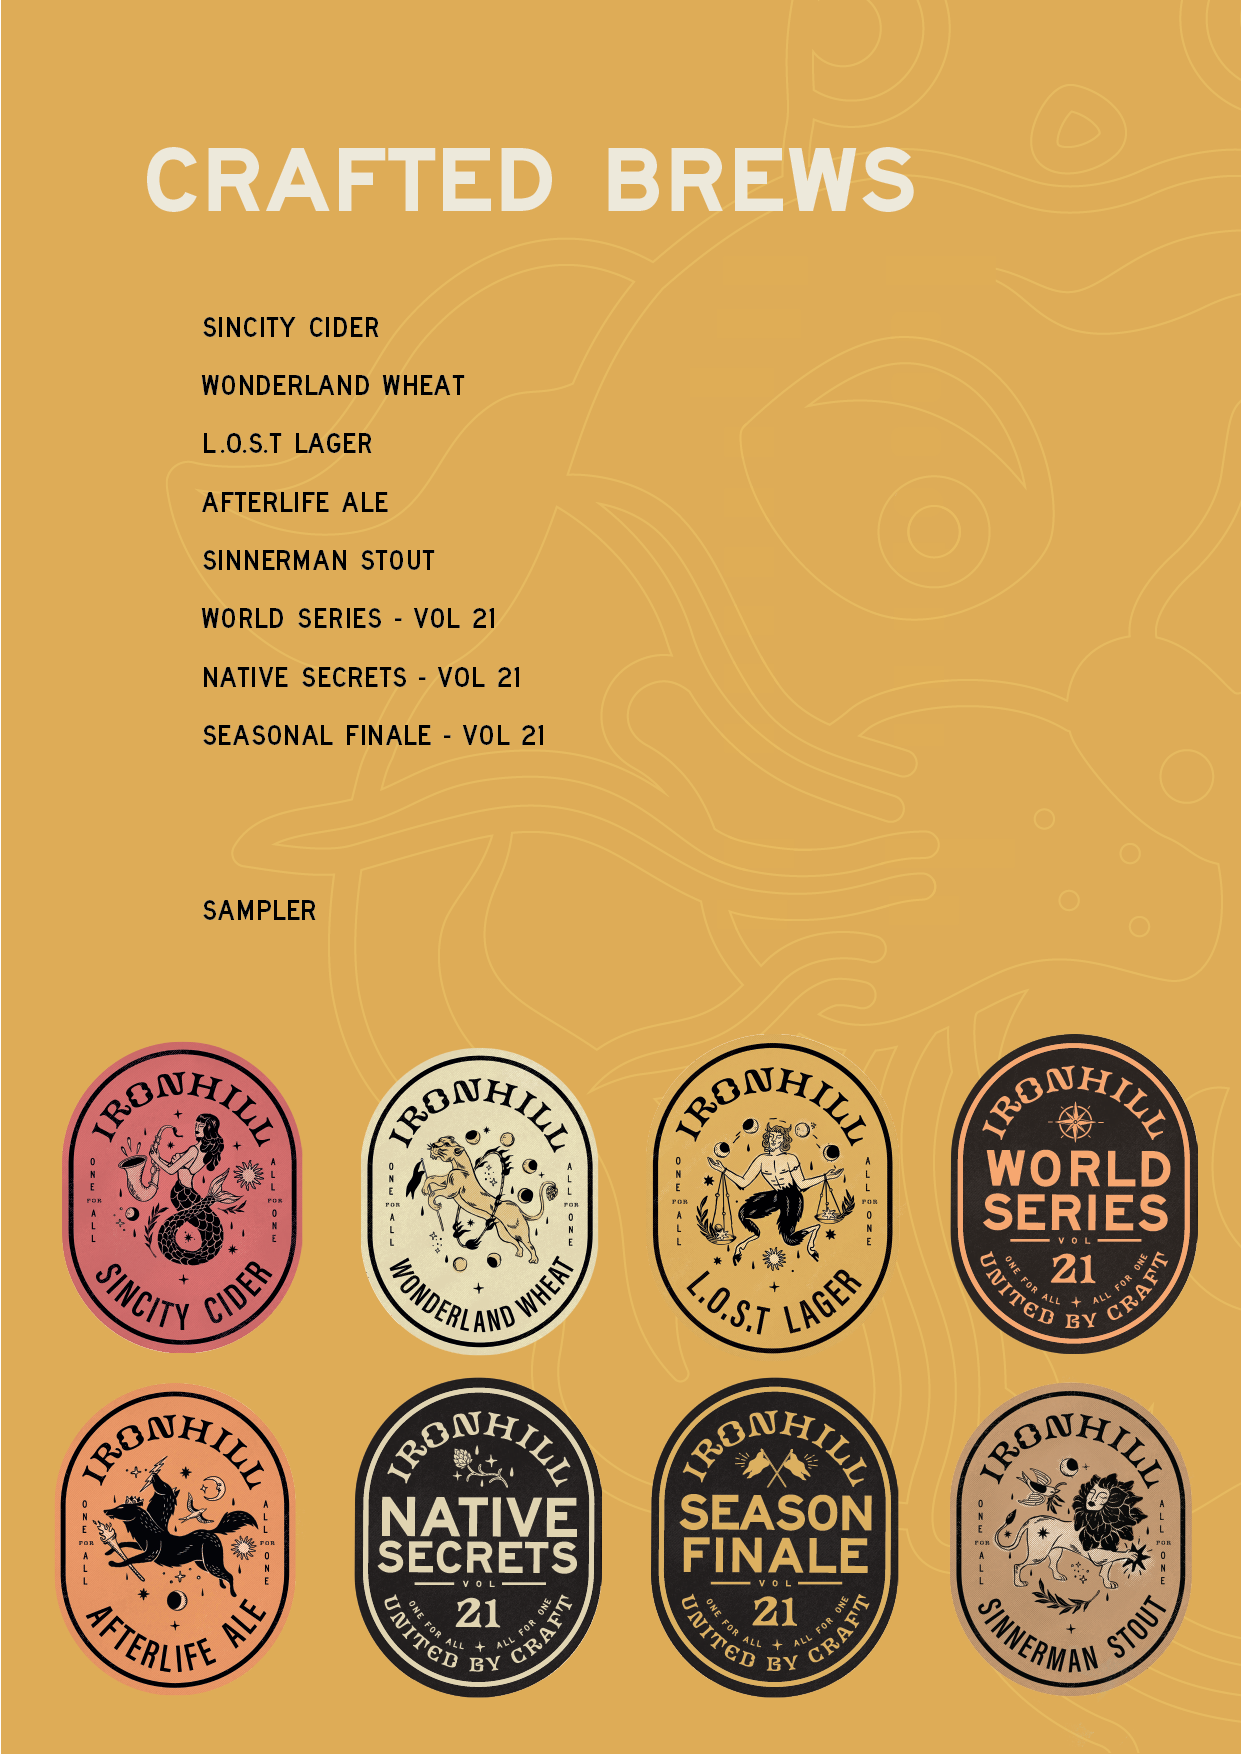 CRAFTED BREWS
SINCITY CIDER
WONDERLAND WHEAT
L.O.S.T LAGER
AFTERLIFE ALE
SINNERMAN STOUT
WORLD SERIES - VOL 21
NATIVE SECRETS - VOL 21
SEASONAL FINALE - VOL 21
SAMPLER
IRONHILL
ONE FOR ALL
ALL FOR ONE
SINCITY CIDER
IRONHILL
ONE FOR ALL
ALL FOR ONE
WONDERLAND WHEAT
IRONHILL
ONE FOR ALL
ALL FOR ONE
L.O.S.T LAGER
IRONHILL
WORLD
SERIES
VOL
21
ONE FOR ALL ALL FOR ONE
UNITED BY CRAFT
IRONHILL
ONE FOR ALL
ALL FOR ONE
AFTERLIFE ALE
IRONHILL
NATIVE
SECRETS
VOL
21
ONE FOR ALL ALL FOR ONE
UNITED BY CRAFT
IRONHILL
SEASON
FINALE
VOL
21
ONE FOR ALL ALL FOR ONE
UNITED BY CRAFT
IRONHILL
ONE FOR ALL
ALL FOR ONE
SINNERMAN STOUT